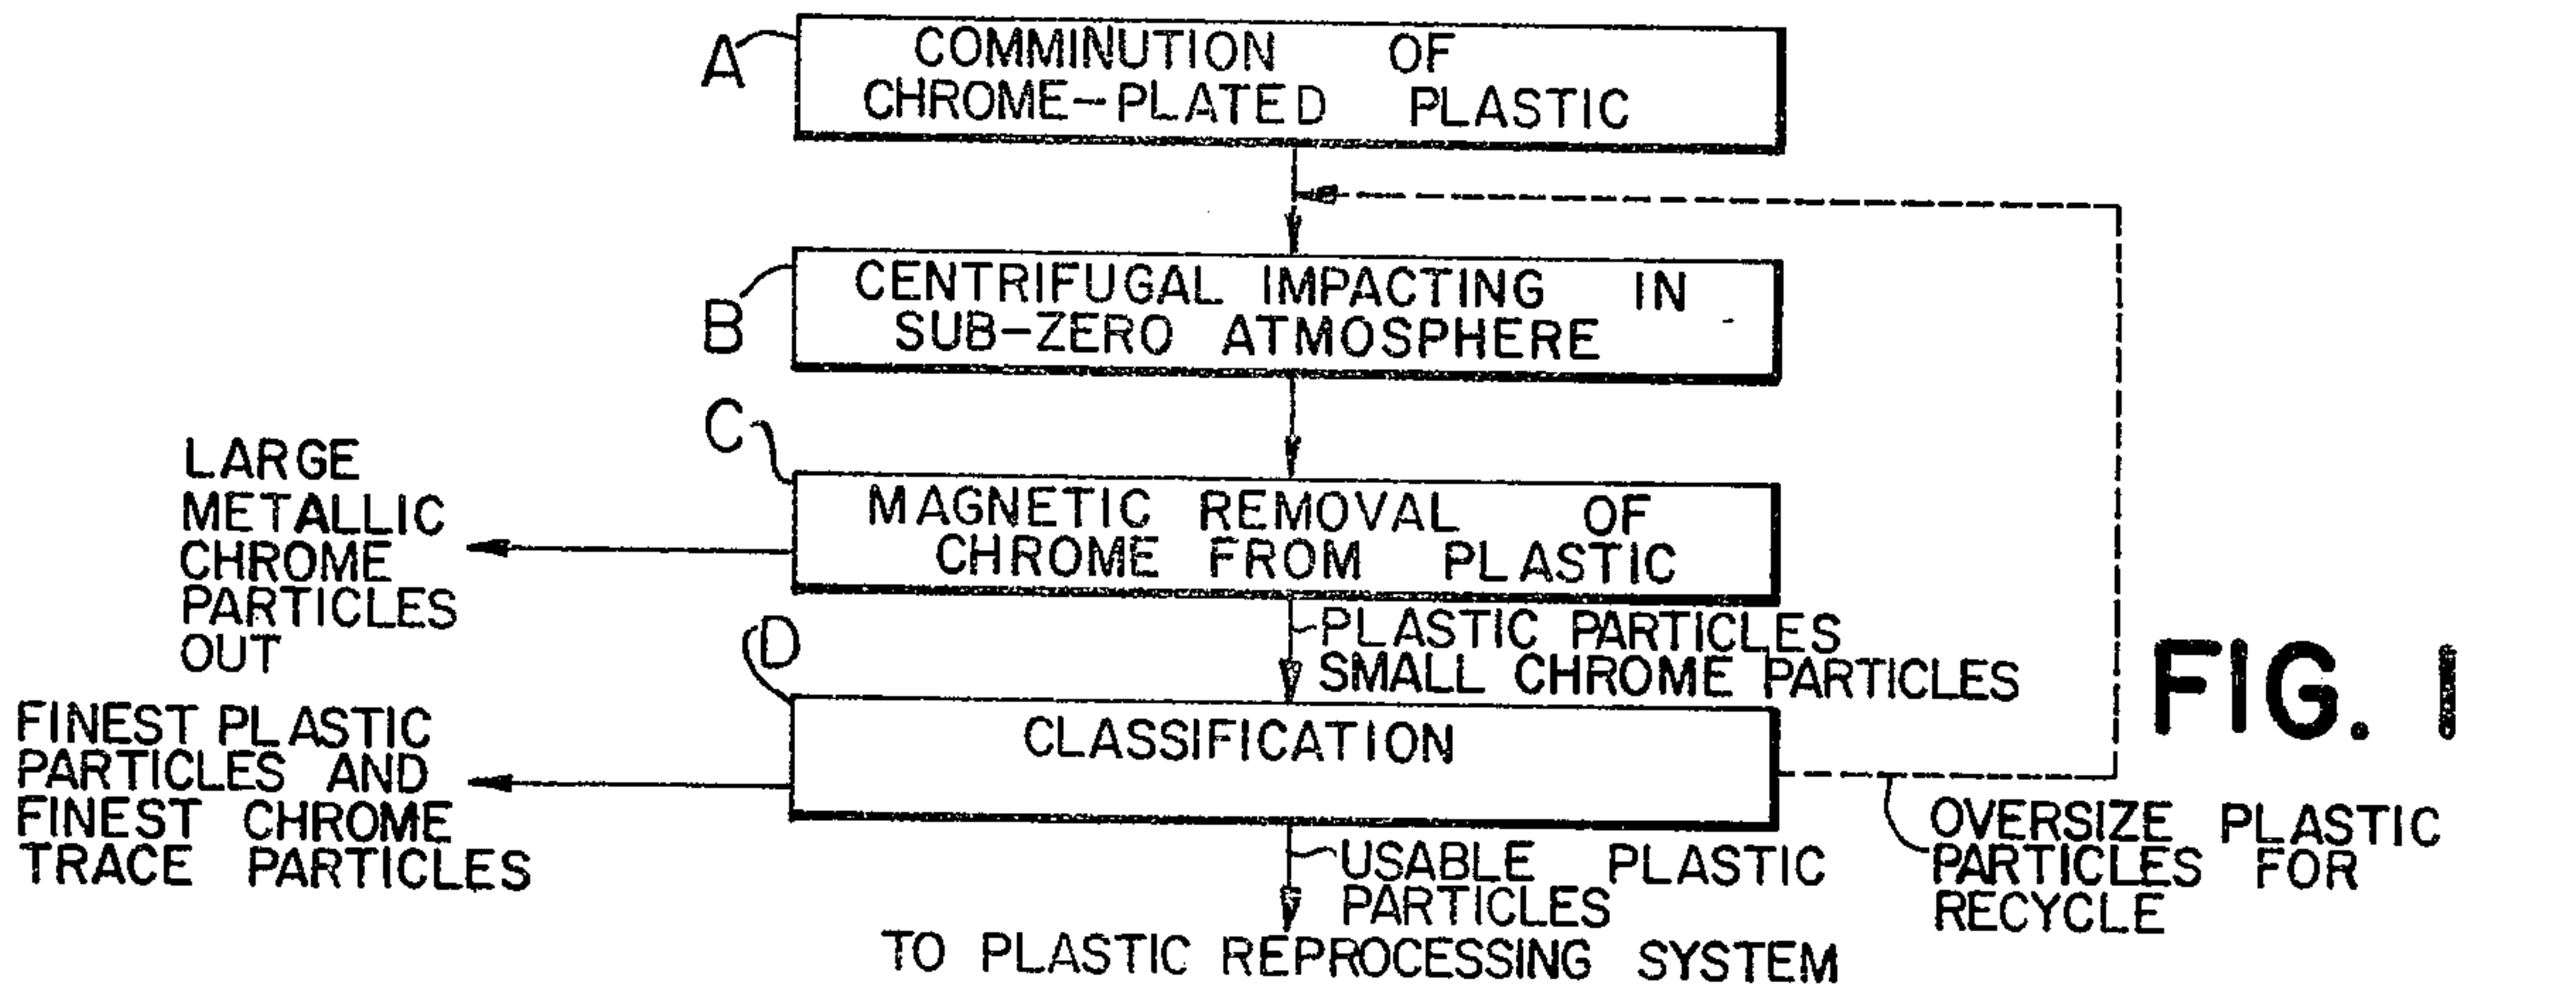 A
COMMINUTION OF
CHROME-PLATED PLASTIC
B
CENTRIFUGAL IMPACTING IN
SUB-ZERO ATMOSPHERE
C
MAGNETIC REMOVAL OF
CHROME FROM PLASTIC
LARGE
METALLIC
CHROME
PARTICLES
OUT
PLASTIC PARTICLES
SMALL CHROME PARTICLES
D
CLASSIFICATION
FINEST PLASTIC
PARTICLES AND
FINEST CHROME
TRACE PARTICLES
USABLE PLASTIC
PARTICLES
TO PLASTIC REPROCESSING SYSTEM
OVERSIZE PLASTIC
PARTICLES FOR
RECYCLE
FIG. 1